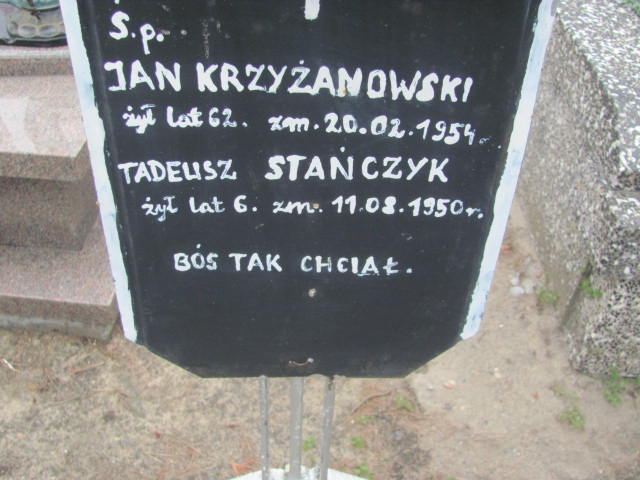 Ś.p.
JAN KRZYŻANOWSKI
żył lat 62. zm. 20.02.1954r.
TADEUSZ STAŃCZYK
żył lat 6. zm. 11.08.1950r.
BÓS TAK CHCIAŁ.